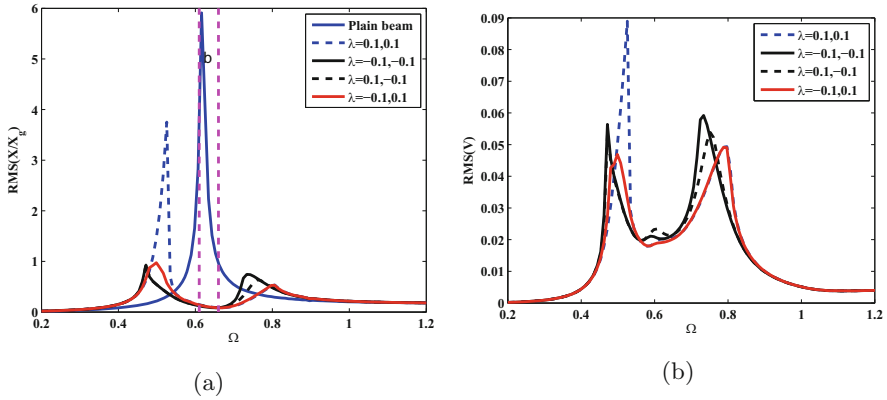 6
5
4
3
2
1
0
RMS(X/X_g)
0.2
0.4
0.6
0.8
1
1.2
Ω
Plain beam
λ=0.1,0.1
λ=−0.1,−0.1
λ=0.1,−0.1
λ=−0.1,0.1
b
(a)
0.09
0.08
0.07
0.06
0.05
0.04
0.03
0.02
0.01
0
RMS(V)
0.2
0.4
0.6
0.8
1
1.2
Ω
λ=0.1,0.1
λ=−0.1,−0.1
λ=0.1,−0.1
λ=−0.1,0.1
(b)